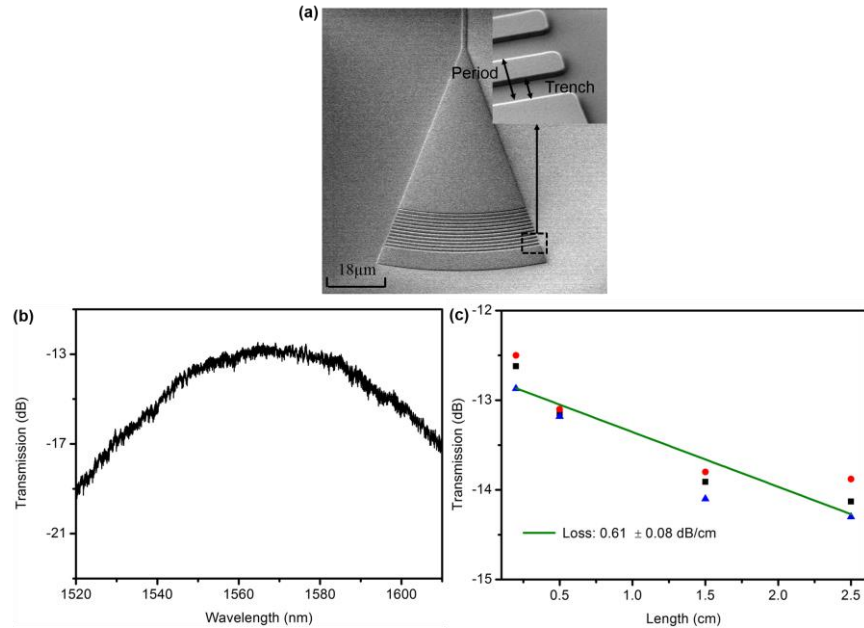 (a)
Period
Trench
18μm
(b)
-13
-17
-21
Transmission (dB)
1520
1540
1560
1580
1600
Wavelength (nm)
(c)
-12
-13
-14
-15
Transmission (dB)
Loss: 0.61 ± 0.08 dB/cm
0.5
1.0
1.5
2.0
2.5
Length (cm)